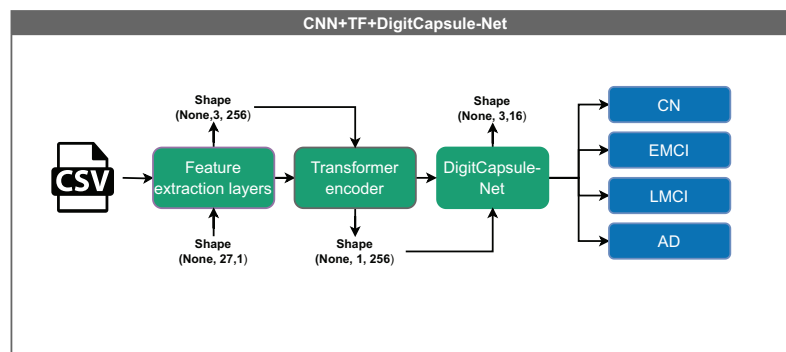 CNN+TF+DigitCapsule-Net
Shape
(None,3, 256)
Shape
(None, 3,16)
CSV
Feature
extraction layers
Transformer
encoder
DigitCapsule-
Net
Shape
(None, 27,1)
Shape
(None, 1, 256)
CN
EMCI
LMCI
AD